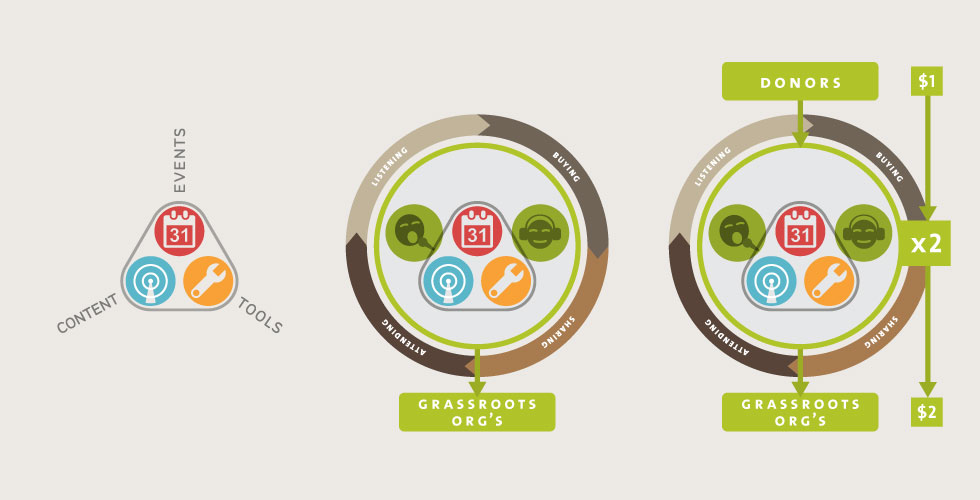 EVENTS
31
CONTENT
TOOLS
LISTENING
BUYING
31
ATTENDING
SHARING
GRASSROOTS
ORG'S
DONORS
$1
LISTENING
BUYING
31
x2
ATTENDING
SHARING
GRASSROOTS
ORG'S
$2